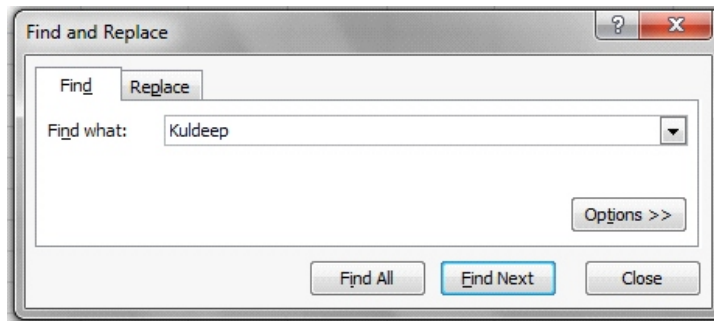 Find and Replace
Find Replace
Find what: Kuldeep
Options >>
Find All Find Next Close